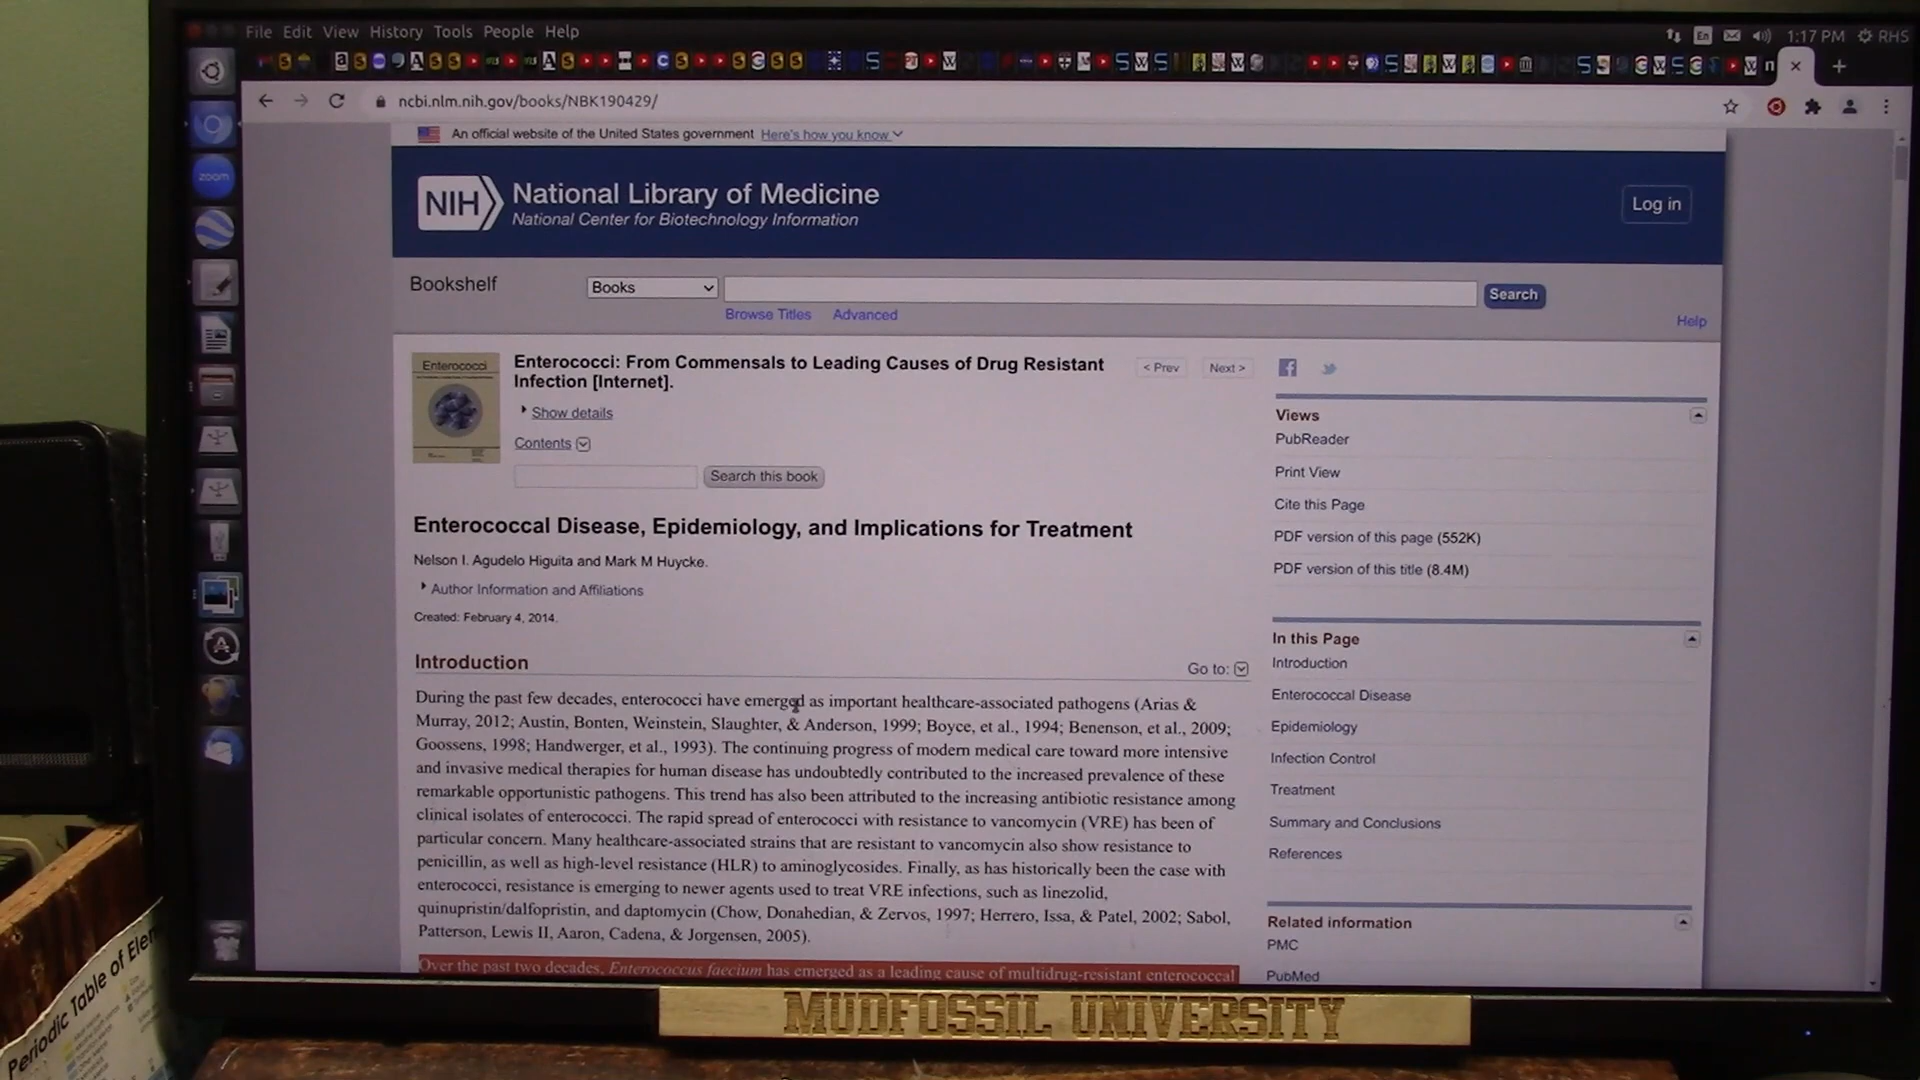 File Edit View History Tools People Help
En 1:17 PM RHS
ncbi.nlm.nih.gov/books/NBK190429/
An official website of the United States government Here's how you know
zoom
NIH National Library of Medicine
National Center for Biotechnology Information
Log in
Bookshelf
Books
Search
Browse Titles Advanced
Help
Enterococci
Enterococci: From Commensals to Leading Causes of Drug Resistant
Infection [Internet].
< Prev Next >
Show details
Contents
Search this book
Enterococcal Disease, Epidemiology, and Implications for Treatment
Nelson I. Agudelo Higuita and Mark M Huycke.
Author Information and Affiliations
Created: February 4, 2014.
Introduction
Go to:
During the past few decades, enterococci have emerged as important healthcare-associated pathogens (Arias &
Murray, 2012; Austin, Bonten, Weinstein, Slaughter, & Anderson, 1999; Boyce, et al., 1994; Benenson, et al., 2009;
Goossens, 1998; Handwerger, et al., 1993). The continuing progress of modern medical care toward more intensive
and invasive medical therapies for human disease has undoubtedly contributed to the increased prevalence of these
remarkable opportunistic pathogens. This trend has also been attributed to the increasing antibiotic resistance among
clinical isolates of enterococci. The rapid spread of enterococci with resistance to vancomycin (VRE) has been of
particular concern. Many healthcare-associated strains that are resistant to vancomycin also show resistance to
penicillin, as well as high-level resistance (HLR) to aminoglycosides. Finally, as has historically been the case with
enterococci, resistance is emerging to newer agents used to treat VRE infections, such as linezolid,
quinupristin/dalfopristin, and daptomycin (Chow, Donahedian, & Zervos, 1997; Herrero, Issa, & Patel, 2002; Sabol,
Patterson, Lewis II, Aaron, Cadena, & Jorgensen, 2005).
Over the past two decades, Enterococcus faecium has emerged as a leading cause of multidrug-resistant enterococcal
Views
PubReader
Print View
Cite this Page
PDF version of this page (552K)
PDF version of this title (8.4M)
In this Page
Introduction
Enterococcal Disease
Epidemiology
Infection Control
Treatment
Summary and Conclusions
References
Related information
PMC
PubMed
MUDFOSSIL UNIVERSITY
Periodic Table of Elem